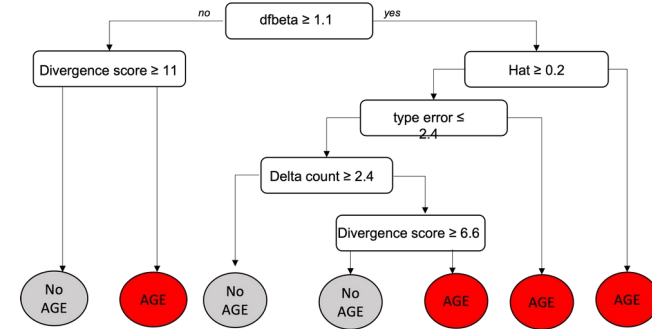 no
dfbeta ≥ 1.1
yes
Divergence score ≥ 11
Hat ≥ 0.2
type error ≤
2.4
Delta count ≥ 2.4
Divergence score ≥ 6.6
No
AGE
AGE
No
AGE
No
AGE
AGE
AGE
AGE